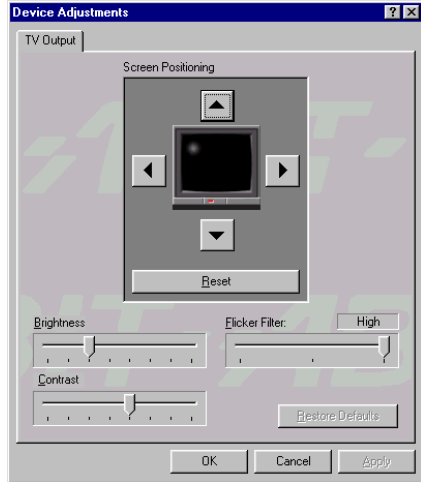 Device Adjustments
TV Output
Screen Positioning
Reset
Brightness
Flicker Filter: High
Contrast
Restore Defaults
OK Cancel Apply